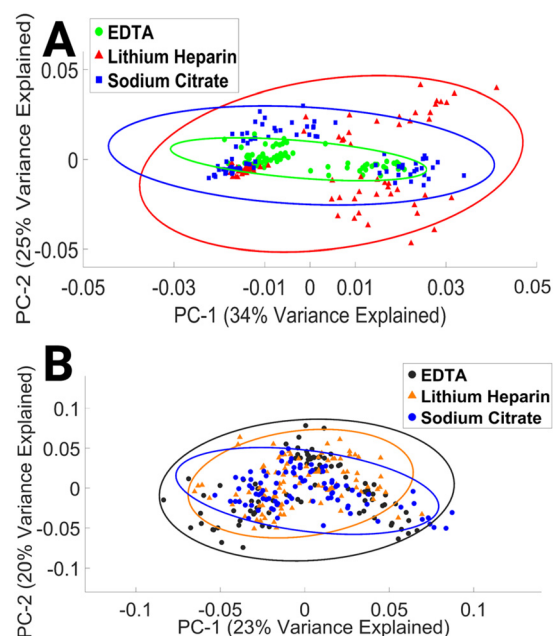 A
EDTA
Lithium Heparin
Sodium Citrate
PC-2 (25% Variance Explained)
0.05
0
-0.05
-0.05 -0.03 -0.01 0 0.01 0.03 0.05
PC-1 (34% Variance Explained)
B
EDTA
Lithium Heparin
Sodium Citrate
PC-2 (20% Variance Explained)
0.1
0.05
0
-0.05
-0.1
-0.1 -0.05 0 0.05 0.1
PC-1 (23% Variance Explained)